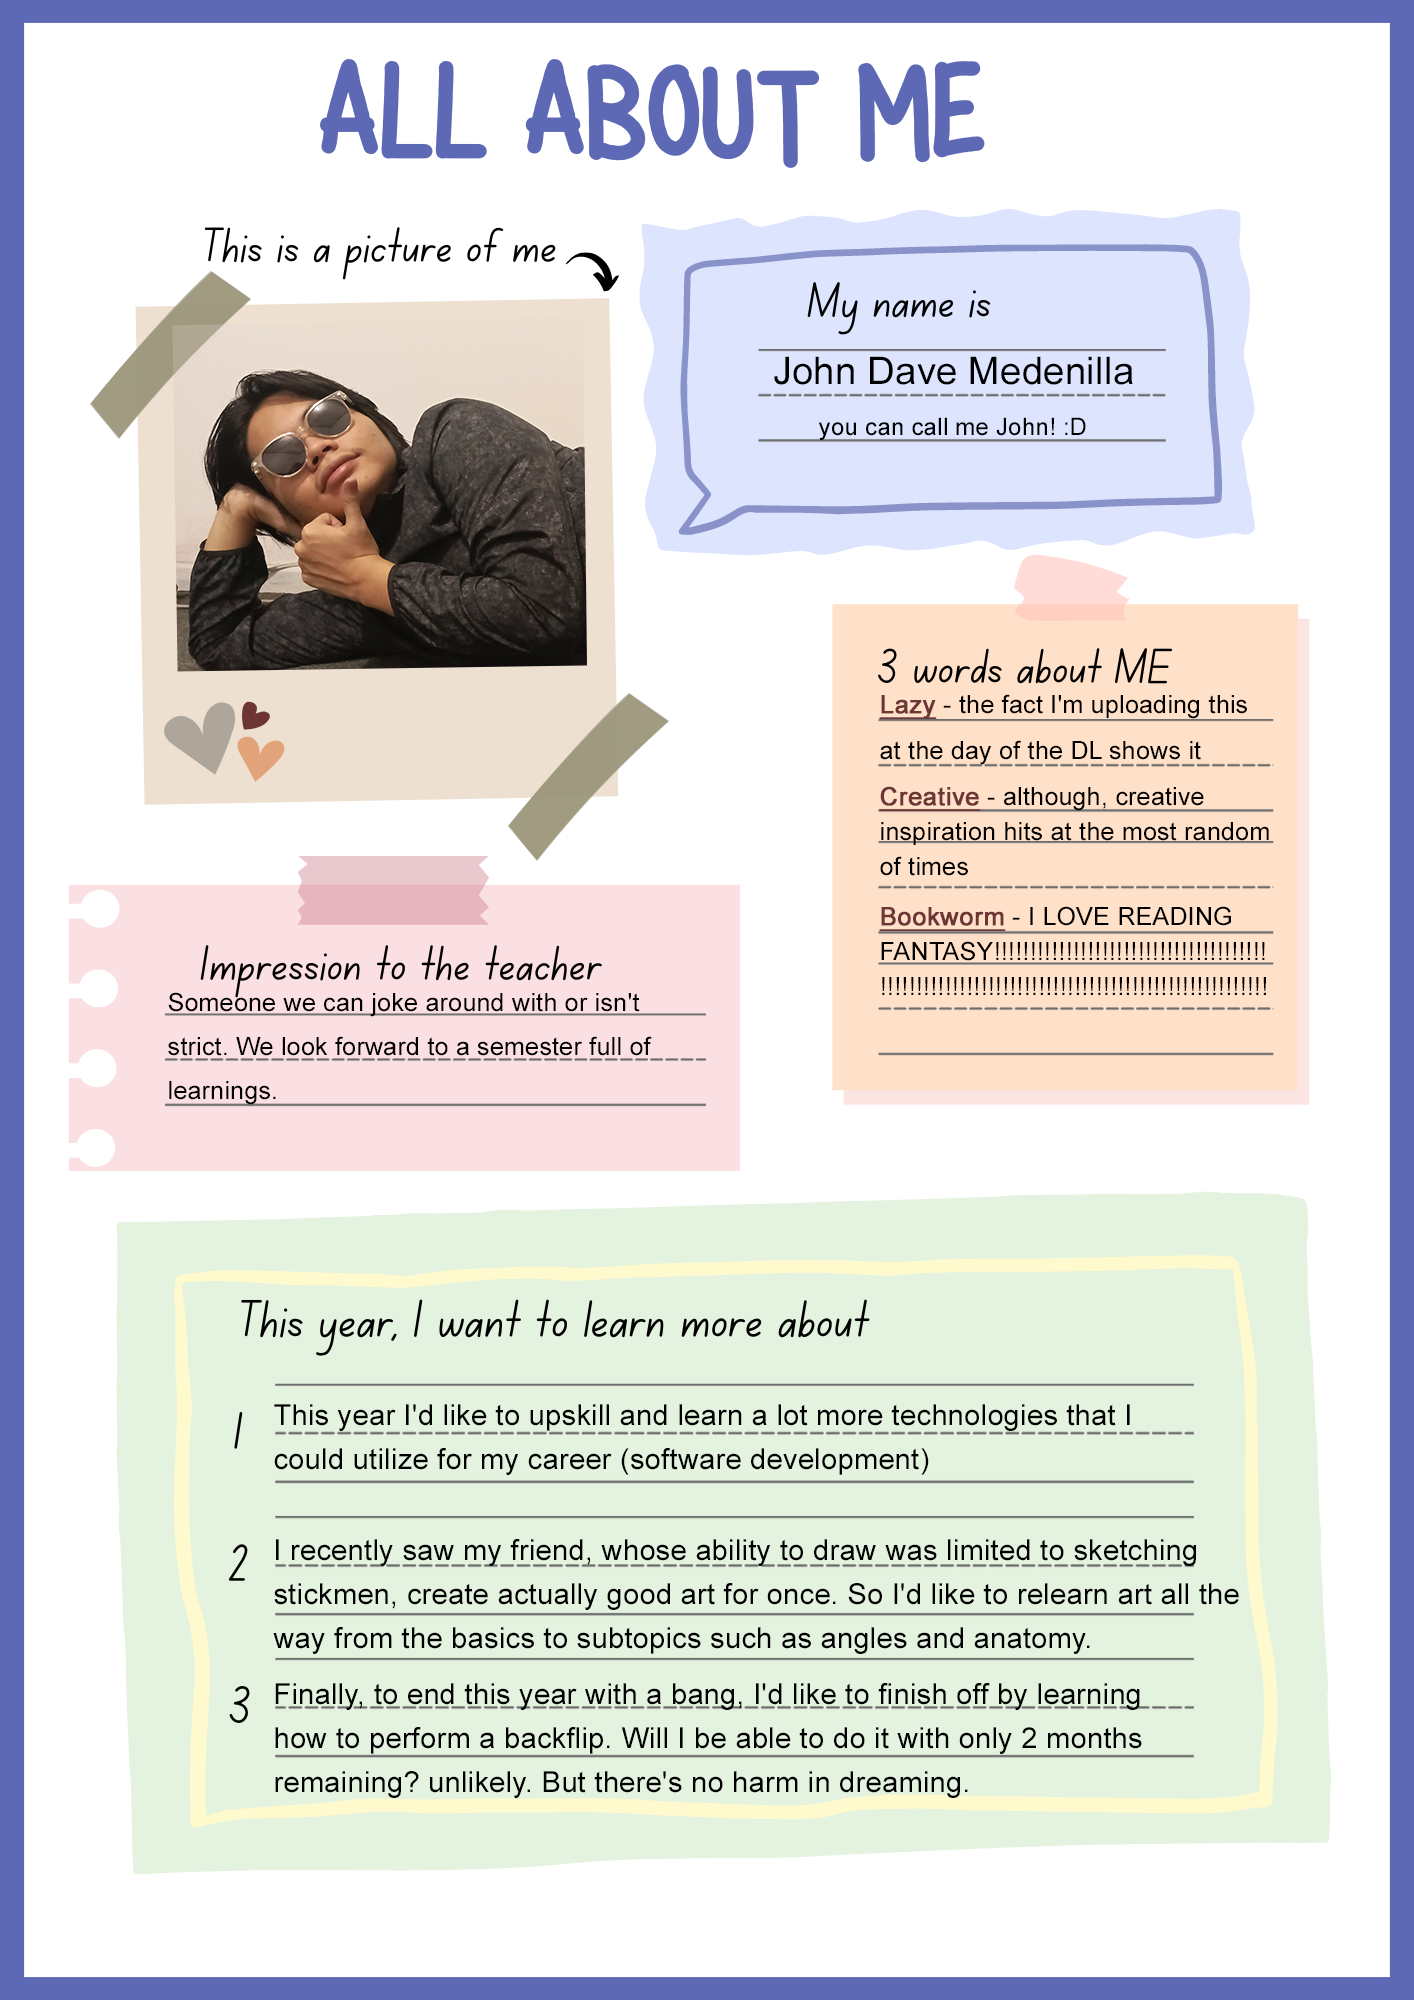 ALL ABOUT ME
This is a picture of me
My name is
John Dave Medenilla
you can call me John! :D
3 words about ME
Lazy - the fact I'm uploading this
at the day of the DL shows it
Creative - although, creative
inspiration hits at the most random
of times
Bookworm - I LOVE READING
FANTASY!!!!!!!!!!!!!!!!!!!!!!!!!!!!!!!!!!!!!!
!!!!!!!!!!!!!!!!!!!!!!!!!!!!!!!!!!!!!!!!!!!!!!!!!!!!!!
Impression to the teacher
Someone we can joke around with or isn't
strict. We look forward to a semester full of
learnings.
This year, I want to learn more about
1 This year I'd like to upskill and learn a lot more technologies that I
could utilize for my career (software development)
2 I recently saw my friend, whose ability to draw was limited to sketching
stickmen, create actually good art for once. So I'd like to relearn art all the
way from the basics to subtopics such as angles and anatomy.
3 Finally, to end this year with a bang, I'd like to finish off by learning
how to perform a backflip. Will I be able to do it with only 2 months
remaining? unlikely. But there's no harm in dreaming.